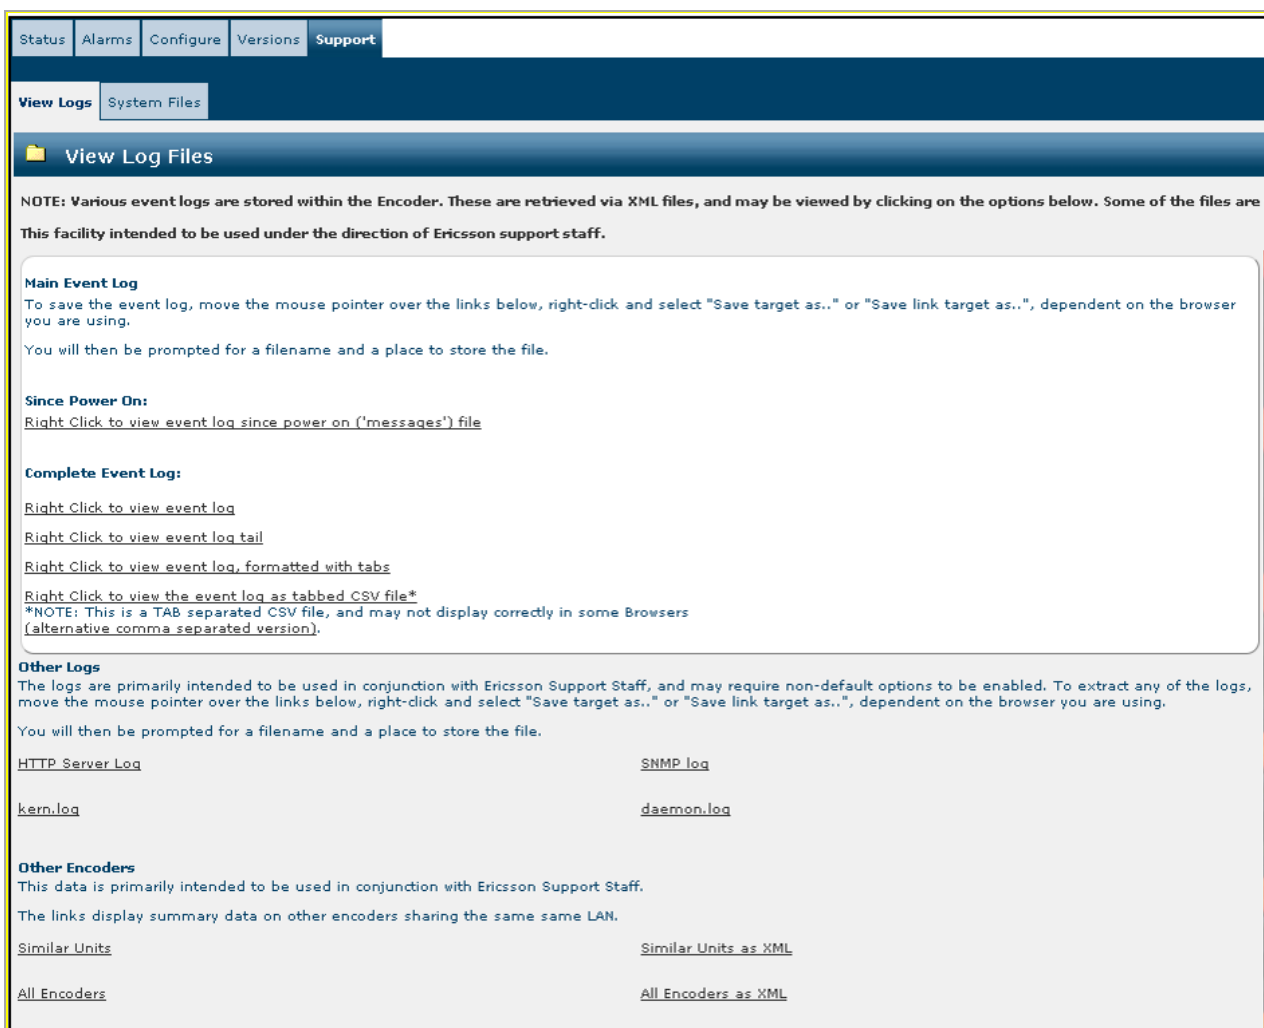 Status Alarms Configure Versions Support
View Logs System Files
View Log Files
NOTE: Various event logs are stored within the Encoder. These are retrieved via XML files, and may be viewed by clicking on the options below. Some of the files are
This facility intended to be used under the direction of Ericsson support staff.
Main Event Log
To save the event log, move the mouse pointer over the links below, right-click and select "Save target as.." or "Save link target as..", dependent on the browser
you are using.
You will then be prompted for a filename and a place to store the file.
Since Power On:
Right Click to view event log since power on ('messages') file
Complete Event Log:
Right Click to view event log
Right Click to view event log tail
Right Click to view event log, formatted with tabs
Right Click to view the event log as tabbed CSV file*
*NOTE: This is a TAB separated CSV file, and may not display correctly in some Browsers
(alternative comma separated version).
Other Logs
The logs are primarily intended to be used in conjunction with Ericsson Support Staff, and may require non-default options to be enabled. To extract any of the logs,
move the mouse pointer over the links below, right-click and select "Save target as.." or "Save link target as..", dependent on the browser you are using.
You will then be prompted for a filename and a place to store the file.
HTTP Server Log SNMP log
kern.log daemon.log
Other Encoders
This data is primarily intended to be used in conjunction with Ericsson Support Staff.
The links display summary data on other encoders sharing the same same LAN.
Similar Units Similar Units as XML
All Encoders All Encoders as XML